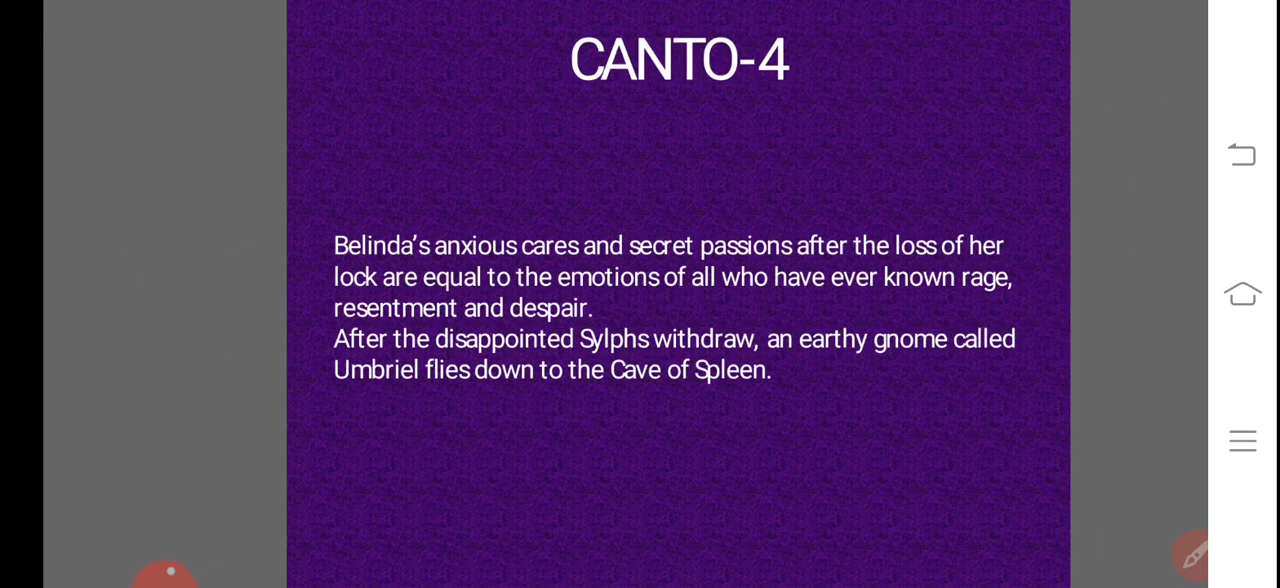 CANTO-4
Belinda's anxious cares and secret passions after the loss of her
lock are equal to the emotions of all who have ever known rage,
resentment and despair.
After the disappointed Sylphs withdraw, an earthy gnome called
Umbriel flies down to the Cave of Spleen.